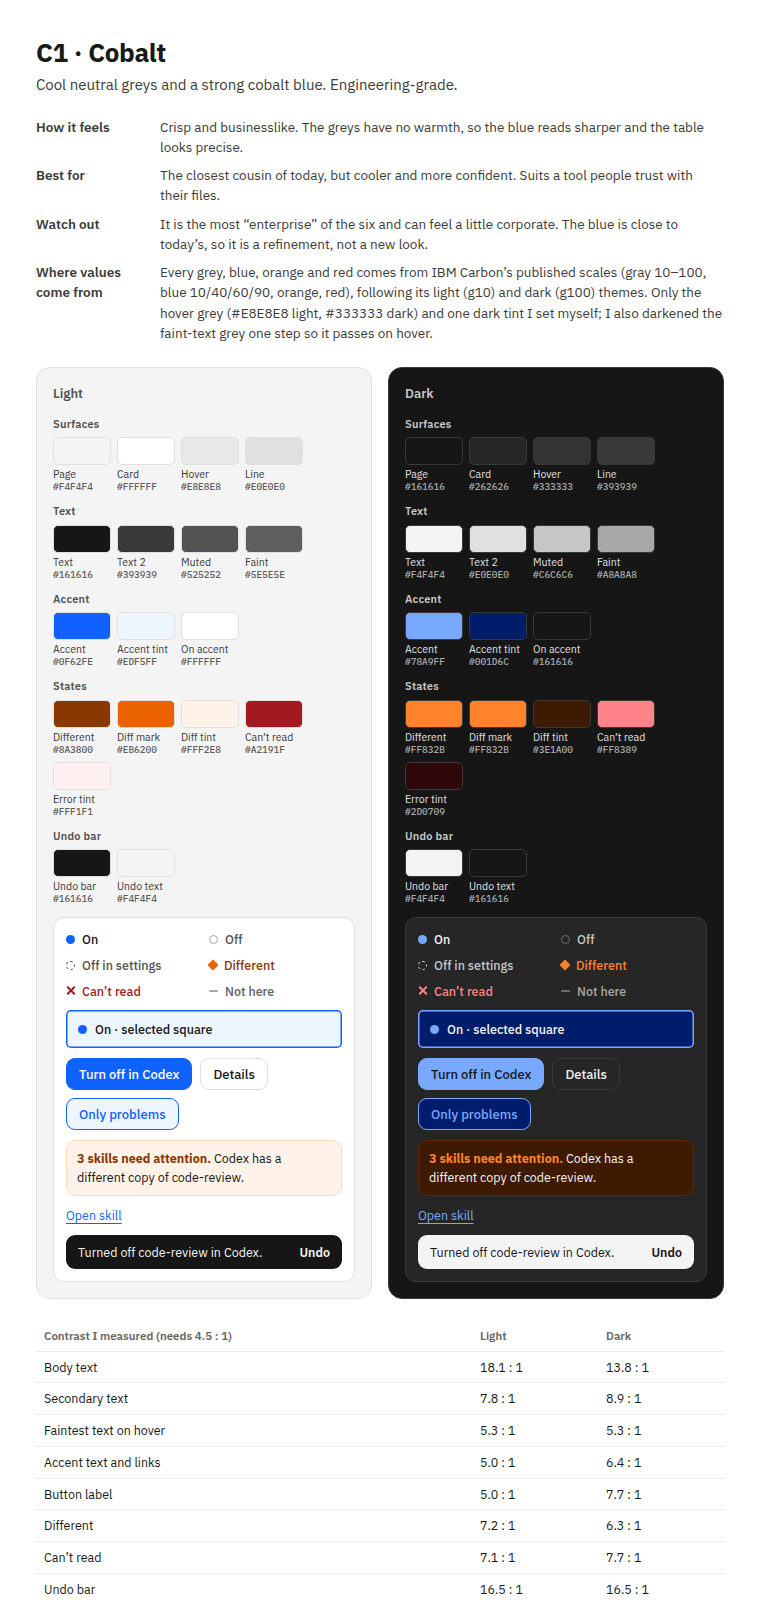 C1 · Cobalt
Cool neutral greys and a strong cobalt blue. Engineering-grade.
How it feels
Crisp and businesslike. The greys have no warmth, so the blue reads sharper and the table
looks precise.
Best for
The closest cousin of today, but cooler and more confident. Suits a tool people trust with
their files.
Watch out
It is the most “enterprise” of the six and can feel a little corporate. The blue is close to
today’s, so it is a refinement, not a new look.
Where values
come from
Every grey, blue, orange and red comes from IBM Carbon’s published scales (gray 10–100,
blue 10/40/60/90, orange, red), following its light (g10) and dark (g100) themes. Only the
hover grey (#E8E8E8 light, #333333 dark) and one dark tint I set myself; I also darkened the
faint-text grey one step so it passes on hover.
Light
Surfaces
Page Card Hover Line
#F4F4F4 #FFFFFF #E8E8E8 #E0E0E0
Text
Text Text 2 Muted Faint
#161616 #393939 #525252 #5E5E5E
Accent
Accent Accent tint On accent
#0F62FE #EDF5FF #FFFFFF
States
Different Diff mark Diff tint Can’t read
#8A3800 #EB6200 #FFF2E8 #A2191F
Error tint
#FFF1F1
Undo bar
Undo bar Undo text
#161616 #F4F4F4
On Off
Off in settings Different
Can’t read Not here
On · selected square
Turn off in Codex Details
Only problems
3 skills need attention. Codex has a
different copy of code-review.
Open skill
Turned off code-review in Codex. Undo
Dark
Surfaces
Page Card Hover Line
#161616 #262626 #333333 #393939
Text
Text Text 2 Muted Faint
#F4F4F4 #E0E0E0 #C6C6C6 #A8A8A8
Accent
Accent Accent tint On accent
#78A9FF #001D6C #161616
States
Different Diff mark Diff tint Can’t read
#FF832B #FF832B #3E1A00 #FF8389
Error tint
#2D0709
Undo bar
Undo bar Undo text
#F4F4F4 #161616
On Off
Off in settings Different
Can’t read Not here
On · selected square
Turn off in Codex Details
Only problems
3 skills need attention. Codex has a
different copy of code-review.
Open skill
Turned off code-review in Codex. Undo
Contrast I measured (needs 4.5 : 1) Light Dark
Body text 18.1 : 1 13.8 : 1
Secondary text 7.8 : 1 8.9 : 1
Faintest text on hover 5.3 : 1 5.3 : 1
Accent text and links 5.0 : 1 6.4 : 1
Button label 5.0 : 1 7.7 : 1
Different 7.2 : 1 6.3 : 1
Can’t read 7.1 : 1 7.7 : 1
Undo bar 16.5 : 1 16.5 : 1